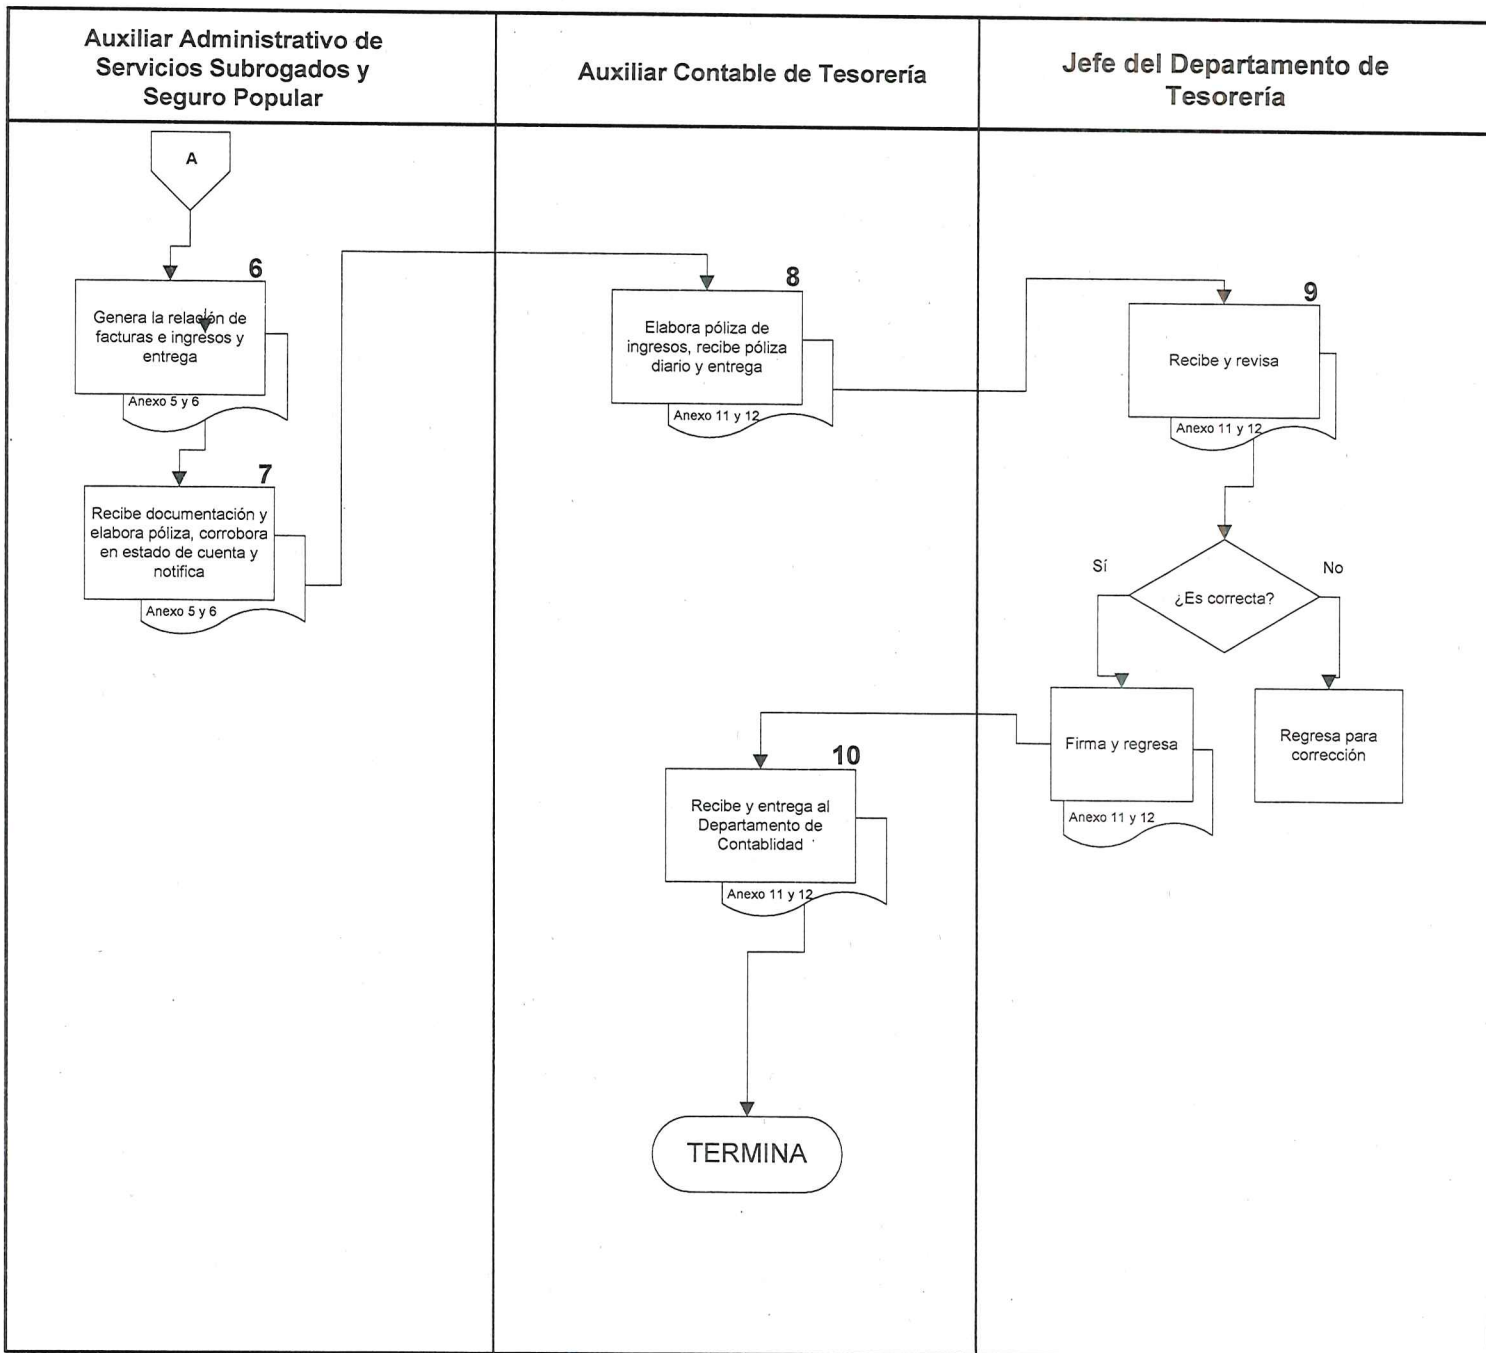 Auxiliar Administrativo de
Servicios Subrogados y
Seguro Popular
Auxiliar Contable de Tesorería
Jefe del Departamento de
Tesorería
A
6
Genera la relación de
facturas e ingresos y
entrega
Anexo 5 y 6
7
Recibe documentación y
elabora póliza, corrobora
en estado de cuenta y
notifica
Anexo 5 y 6
8
Elabora póliza de
ingresos, recibe póliza
diario y entrega
Anexo 11 y 12
9
Recibe y revisa
Anexo 11 y 12
¿Es correcta?
Sí
No
Firma y regresa
Anexo 11 y 12
Regresa para
corrección
10
Recibe y entrega al
Departamento de
Contablidad
Anexo 11 y 12
TERMINA